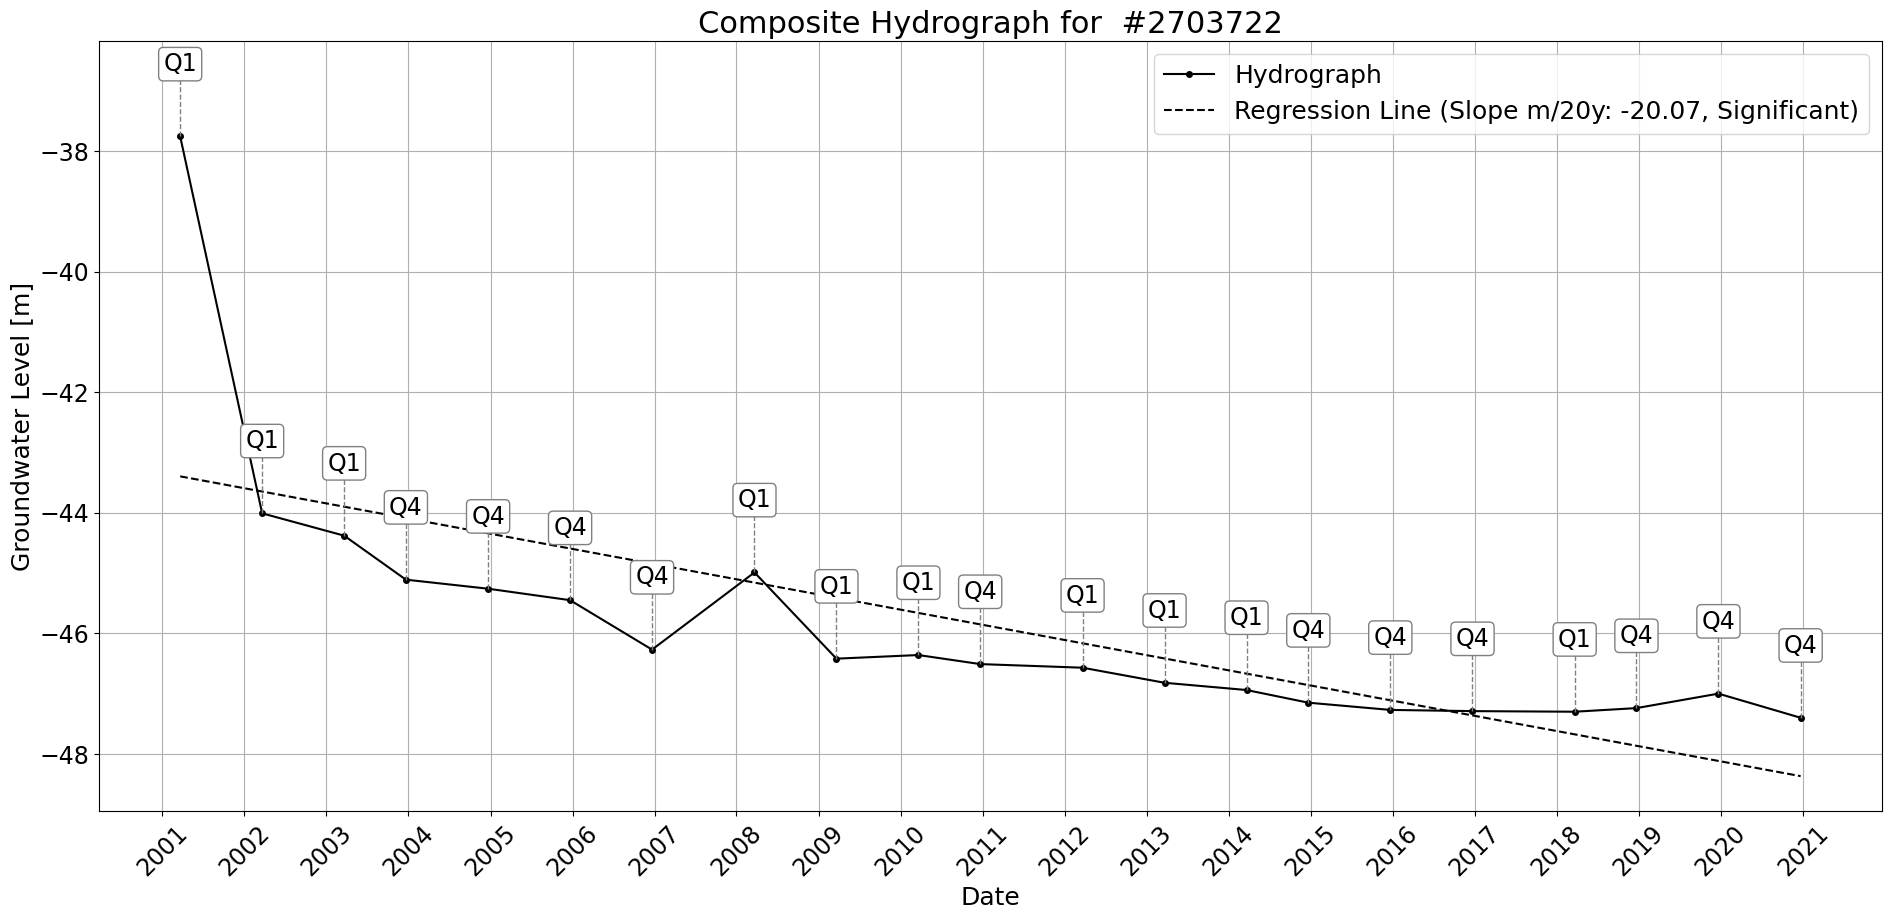 Composite Hydrograph for  #2703722
Hydrograph
Regression Line (Slope m/20y: -20.07, Significant)
Groundwater Level [m]
−38
−40
−42
−44
−46
−48
Q1
Q1
Q1
Q4
Q4
Q4
Q4
Q1
Q1
Q1
Q4
Q1
Q1
Q1
Q4
Q4
Q4
Q1
Q4
Q4
Q4
2001
2002
2003
2004
2005
2006
2007
2008
2009
2010
2011
2012
2013
2014
2015
2016
2017
2018
2019
2020
2021
Date